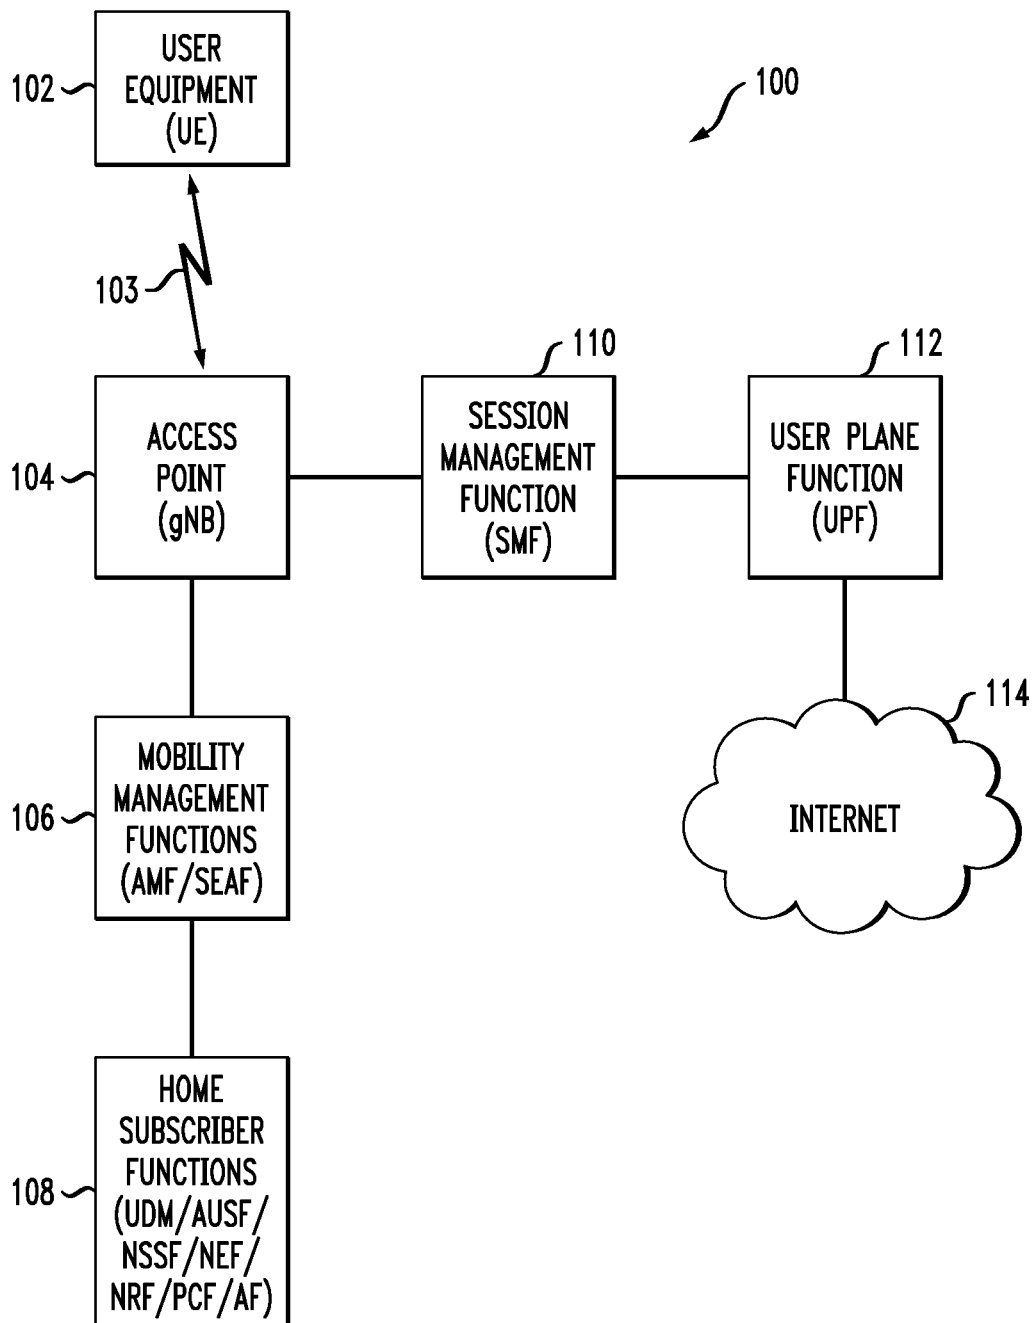 USER
EQUIPMENT
(UE)
102
100
103
110
112
ACCESS
POINT
(gNB)
104
SESSION
MANAGEMENT
FUNCTION
(SMF)
USER PLANE
FUNCTION
(UPF)
114
INTERNET
MOBILITY
MANAGEMENT
FUNCTIONS
(AMF/SEAF)
106
HOME
SUBSCRIBER
FUNCTIONS
(UDM/AUSF/
NSSF/NEF/
NRF/PCF/AF)
108